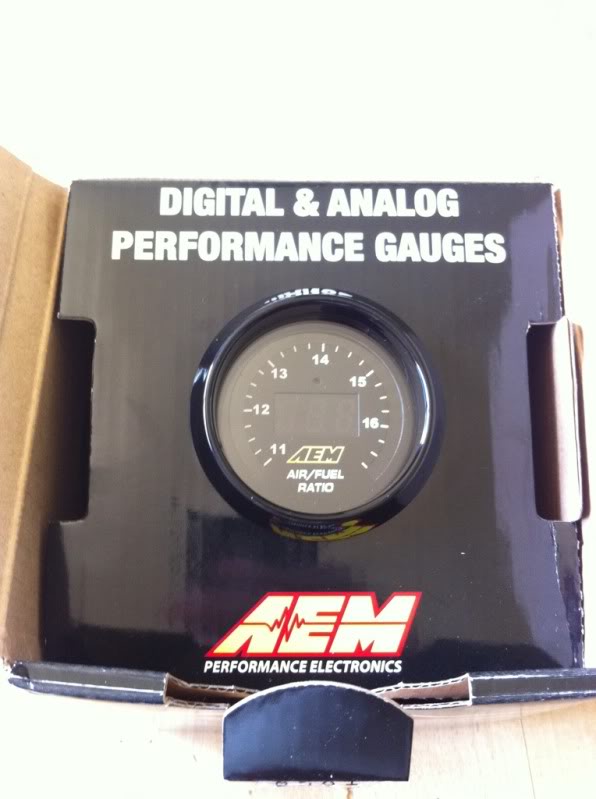 DIGITAL & ANALOG
PERFORMANCE GAUGES
14
13
15
12
16
11
AEM
AIR/FUEL
RATIO
AEM
PERFORMANCE ELECTRONICS